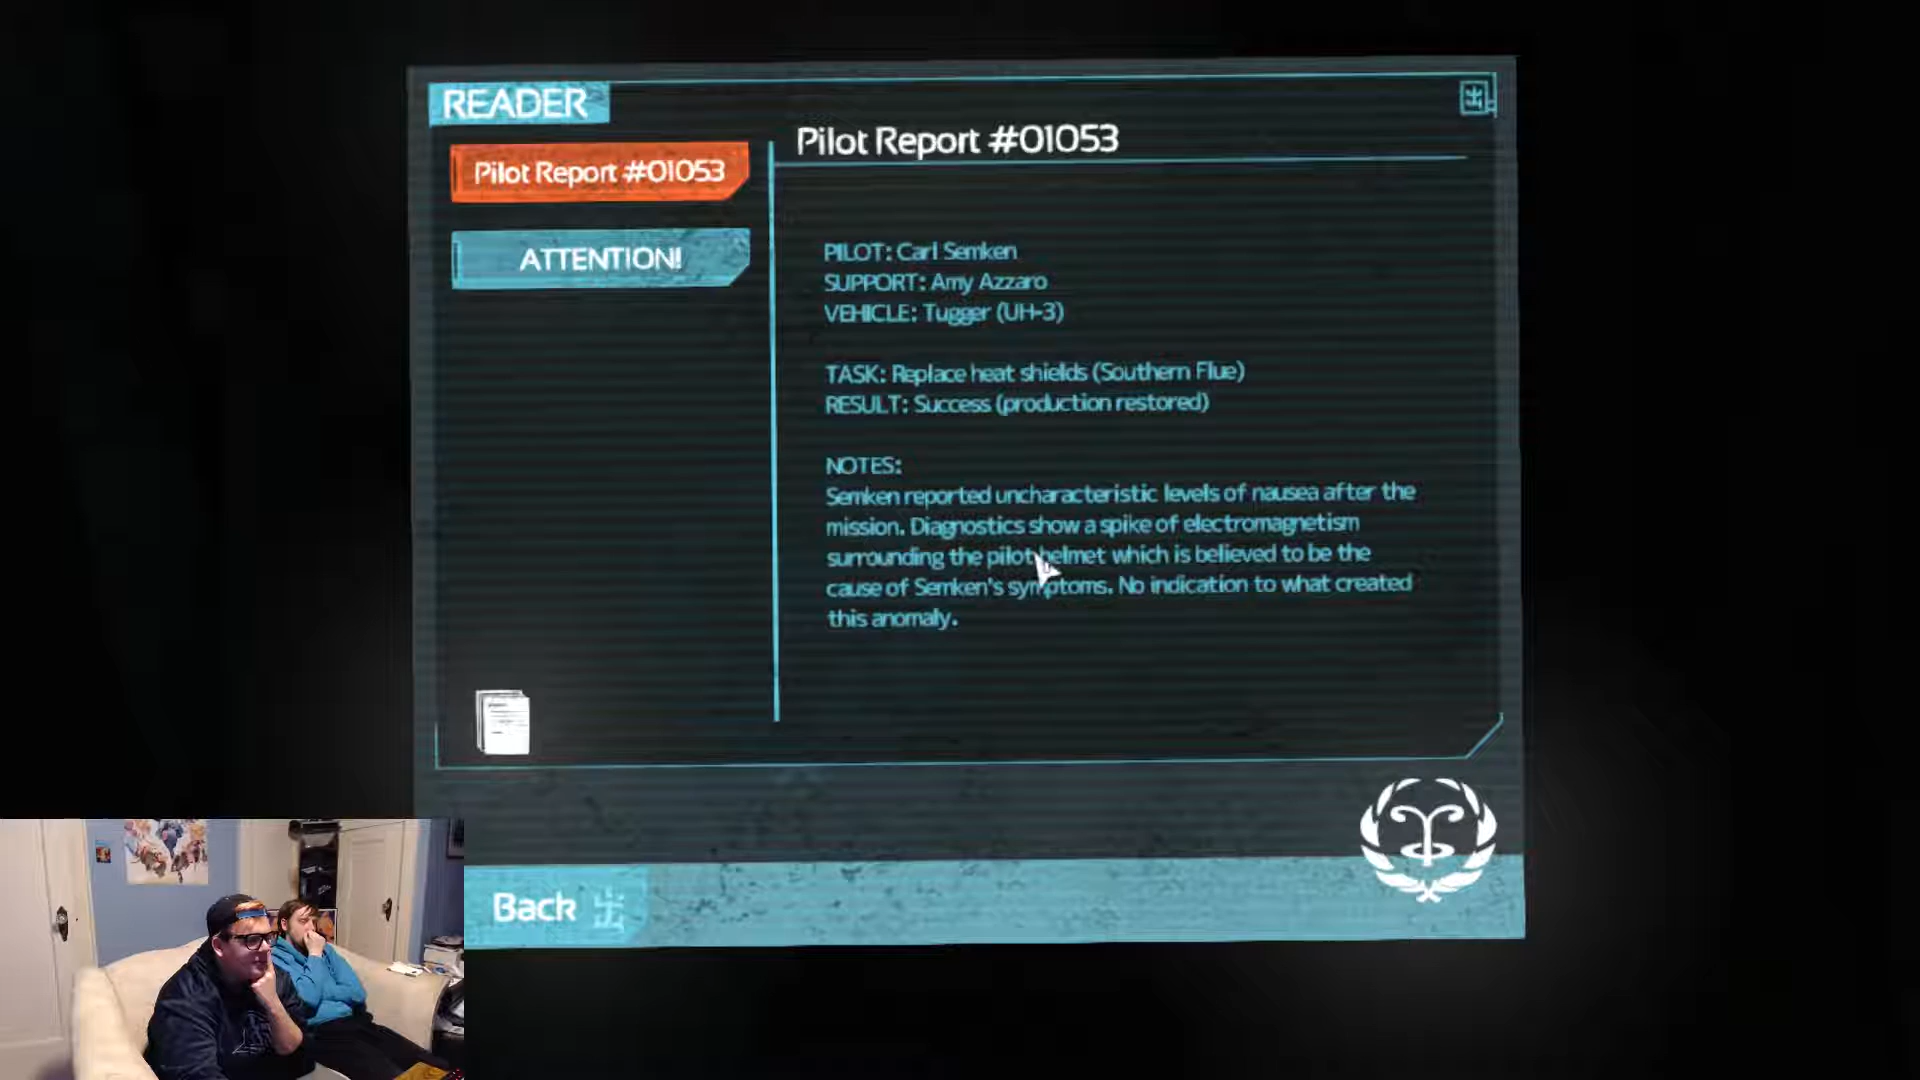 READER
Pilot Report #01053
ATTENTION!
Pilot Report #01053
PILOT: Carl Semken
SUPPORT: Amy Azzaro
VEHICLE: Tugger (UH-3)
TASK: Replace heat shields (Southern Flue)
RESULT: Success (production restored)
NOTES:
Semken reported uncharacteristic levels of nausea after the
mission. Diagnostics show a spike of electromagnetism
surrounding the pilot helmet which is believed to be the
cause of Semken's symptoms. No indication to what created
this anomaly.
Back